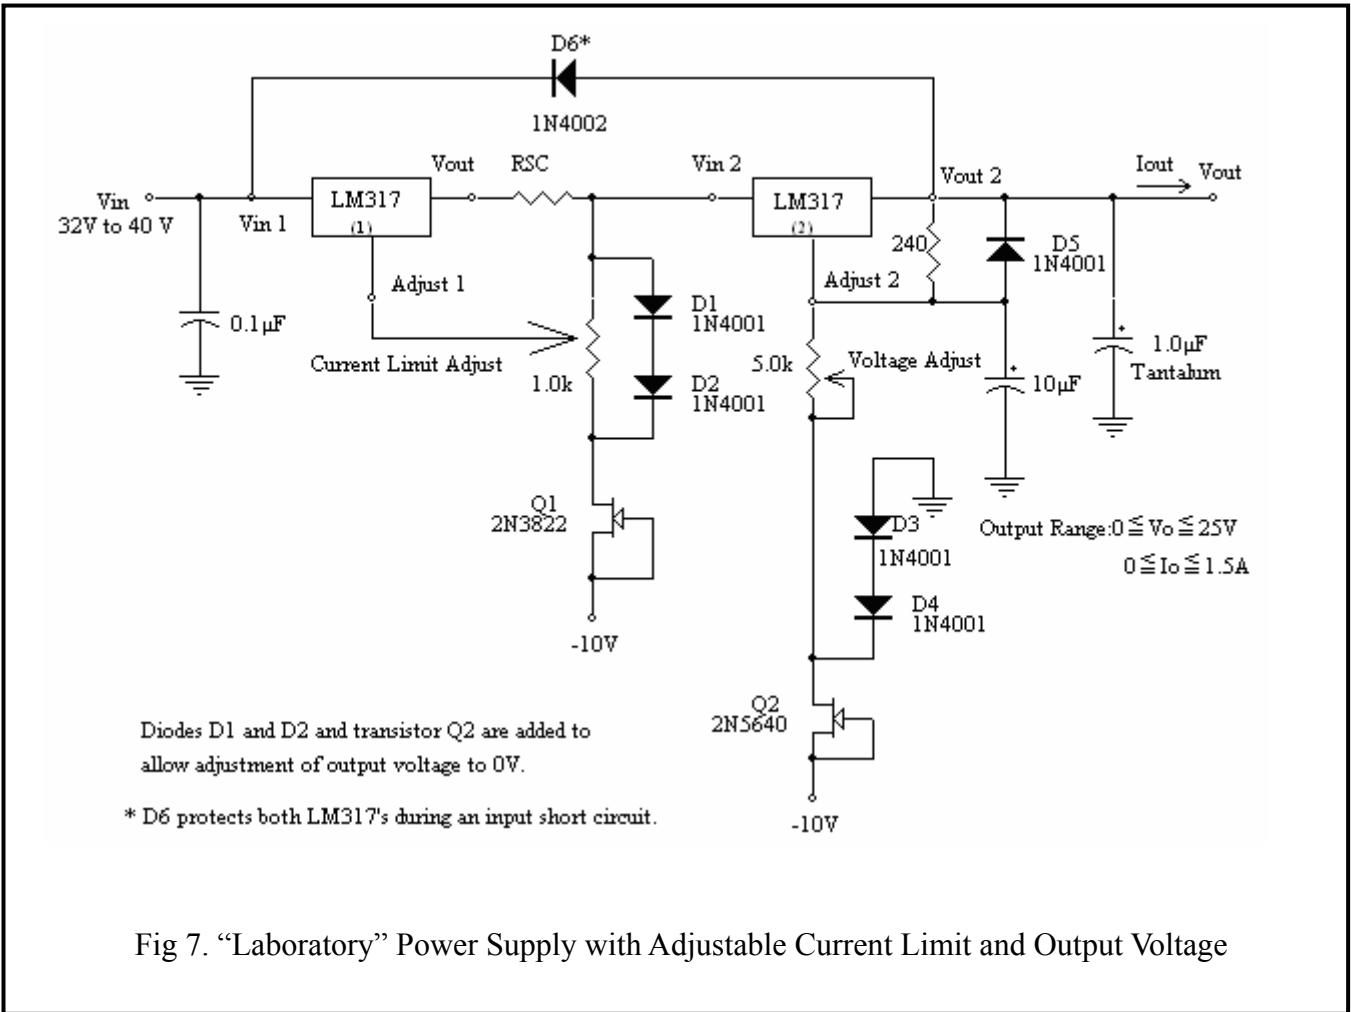 D6*
1N4002
Vin
32V to 40 V
Vin 1
LM317
(1)
Vout
RSC
Vin 2
LM317
(2)
Vout 2
Iout
Vout
0.1µF
Adjust 1
Current Limit Adjust
1.0k
D1
1N4001
D2
1N4001
240
Adjust 2
D5
1N4001
5.0k
Voltage Adjust
10µF
1.0µF
Tantalum
Q1
2N3822
-10V
D3
1N4001
D4
1N4001
Q2
2N5640
-10V
Output Range:0≦Vo≦25V
0≦Io≦1.5A
Diodes D1 and D2 and transistor Q2 are added to
allow adjustment of output voltage to 0V.
* D6 protects both LM317's during an input short circuit.
Fig 7. “Laboratory” Power Supply with Adjustable Current Limit and Output Voltage